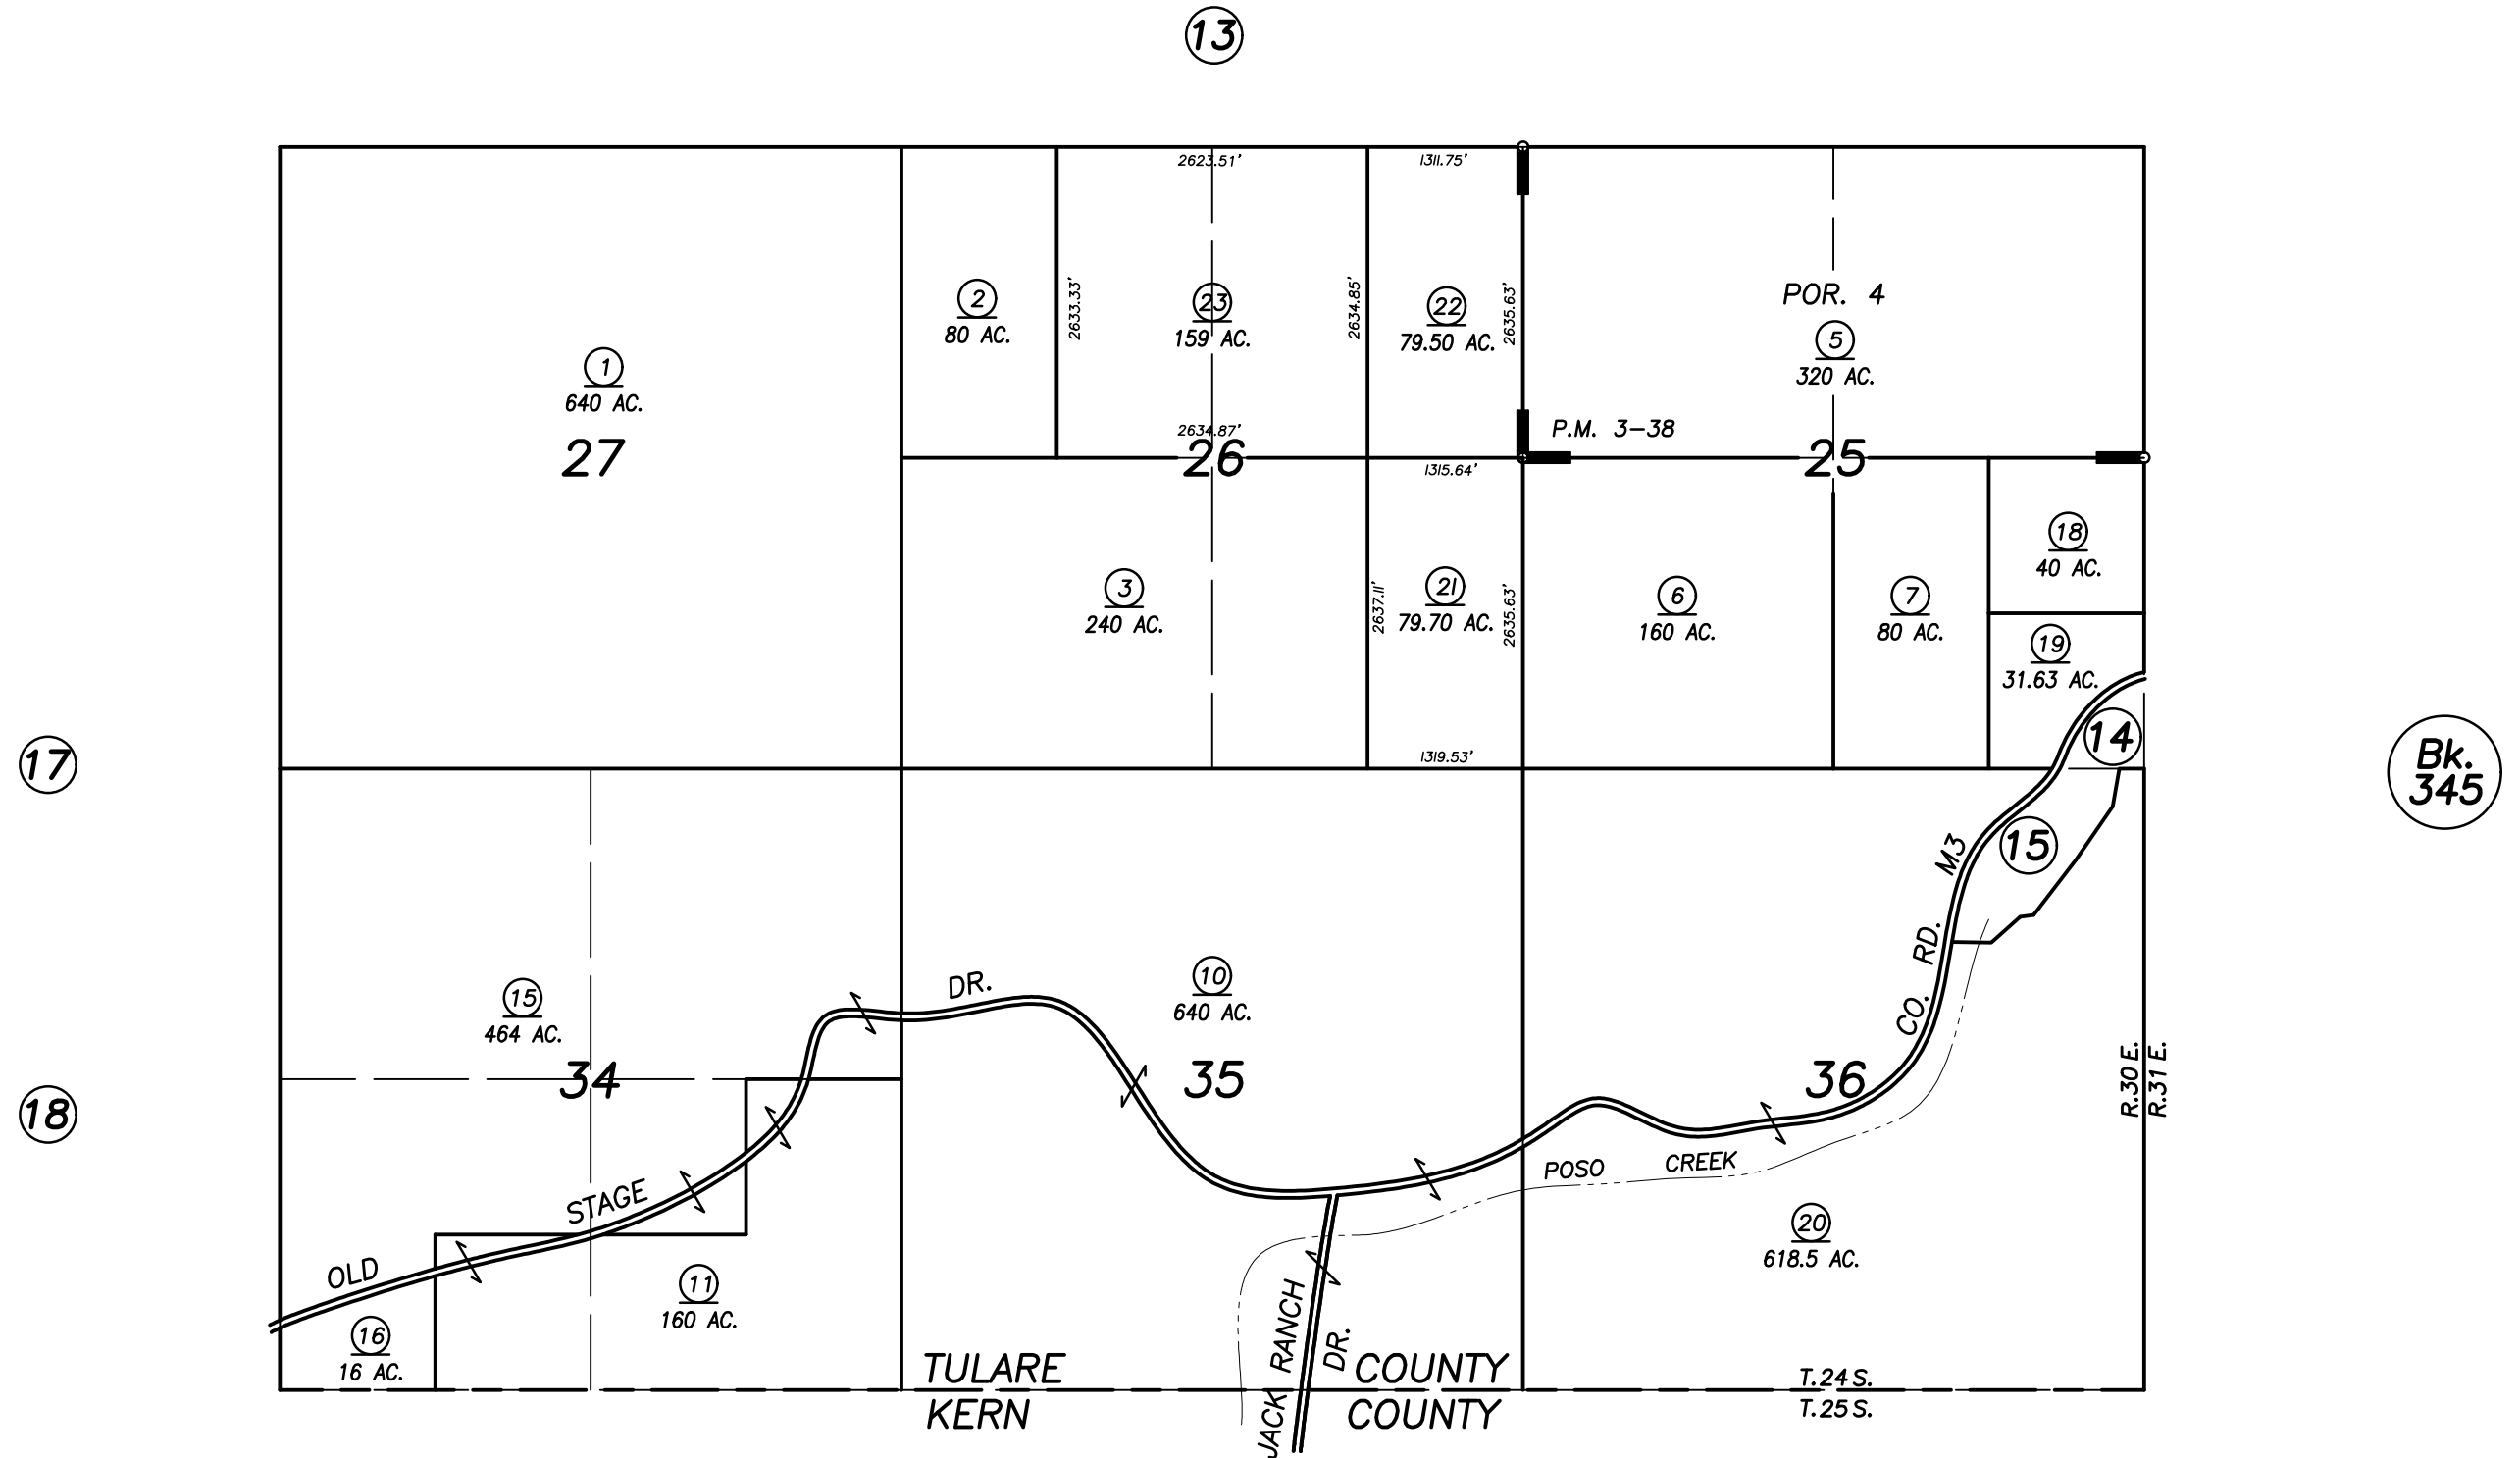 13
2623.51'
1311.75'
2
80 AC.
2633.33'
23
159 AC.
2634.85'
22
79.50 AC.
2635.63'
POR. 4
5
320 AC.
1
640 AC.
27
2634.87'
26
P.M. 3-38
25
1315.64'
3
240 AC.
2637.11'
21
79.70 AC.
2635.63'
6
160 AC.
7
80 AC.
18
40 AC.
19
31.63 AC.
14
17
1319.53'
Bk.
345
15
M3
CO. RD.
15
464 AC.
DR.
10
640 AC.
34
35
36
R.30 E.
R.31 E.
18
STAGE
OLD
POSO CREEK
20
618.5 AC.
11
160 AC.
16
16 AC.
JACK RANCH
DR.
TULARE COUNTY
KERN COUNTY
T.24 S.
T.25 S.